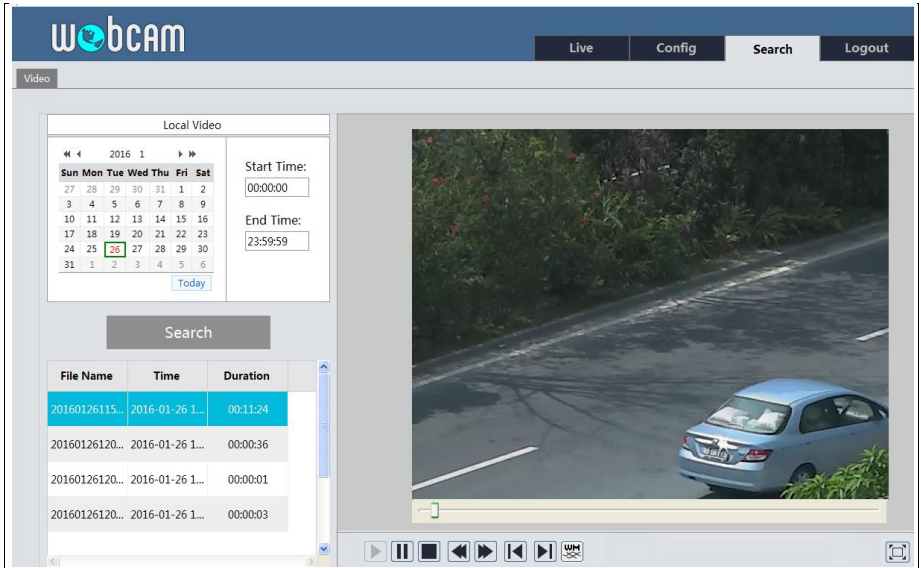 webcam
Live Config Search Logout
Video
Local Video
2016 1
Sun Mon Tue Wed Thu Fri Sat
27 28 29 30 31 1 2
3 4 5 6 7 8 9
10 11 12 13 14 15 16
17 18 19 20 21 22 23
24 25 26 27 28 29 30
31 1 2 3 4 5 6
Today
Start Time:
00:00:00
End Time:
23:59:59
Search
File Name Time Duration
20160126115... 2016-01-26 1... 00:11:24
20160126120... 2016-01-26 1... 00:00:36
20160126120... 2016-01-26 1... 00:00:01
20160126120... 2016-01-26 1... 00:00:03
WM